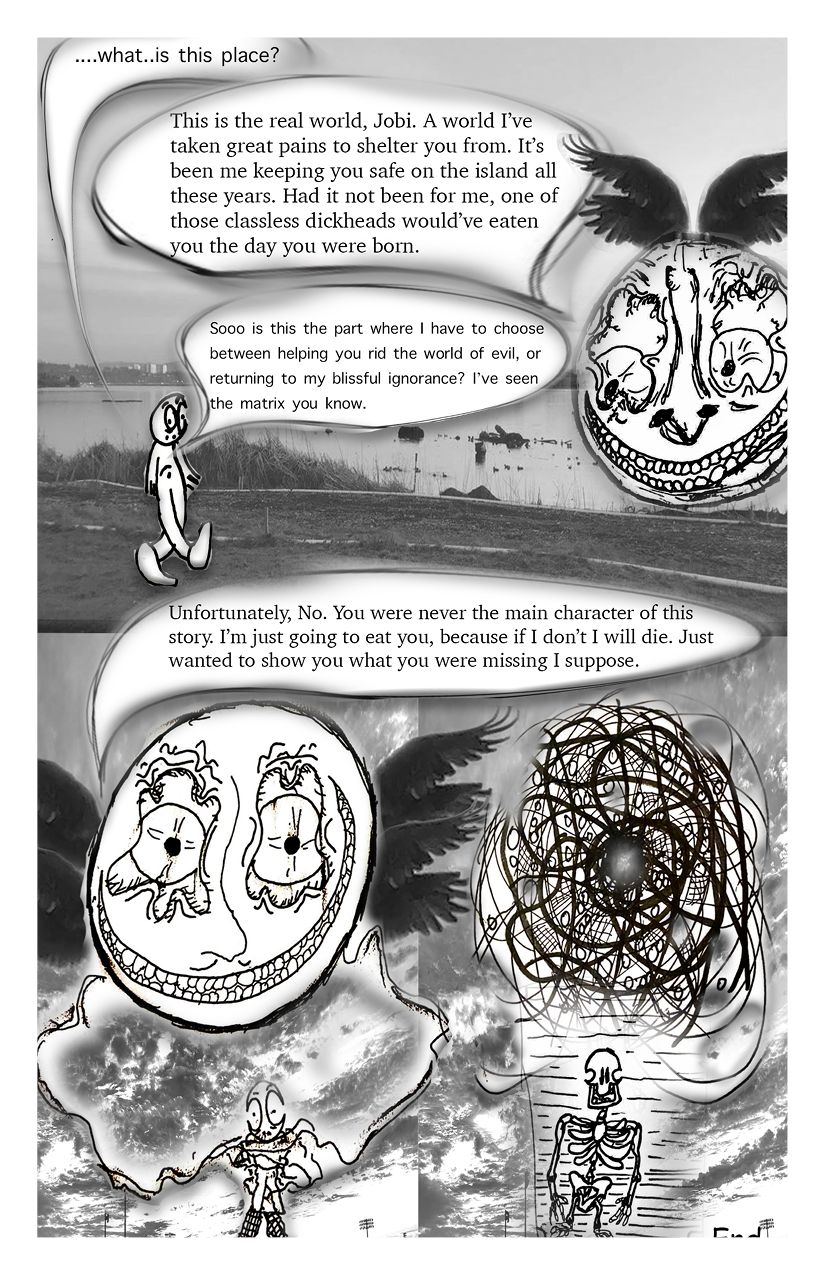 ....what..is this place?
This is the real world, Jobi. A world I've
taken great pains to shelter you from. It's
been me keeping you safe on the island all
these years. Had it not been for me, one of
those classless dickheads would've eaten
you the day you were born.
Sooo is this the part where I have to choose
between helping you rid the world of evil, or
returning to my blissful ignorance? I've seen
the matrix you know.
Unfortunately, No. You were never the main character of this
story. I'm just going to eat you, because if I don't I will die. Just
wanted to show you what you were missing I suppose.
End